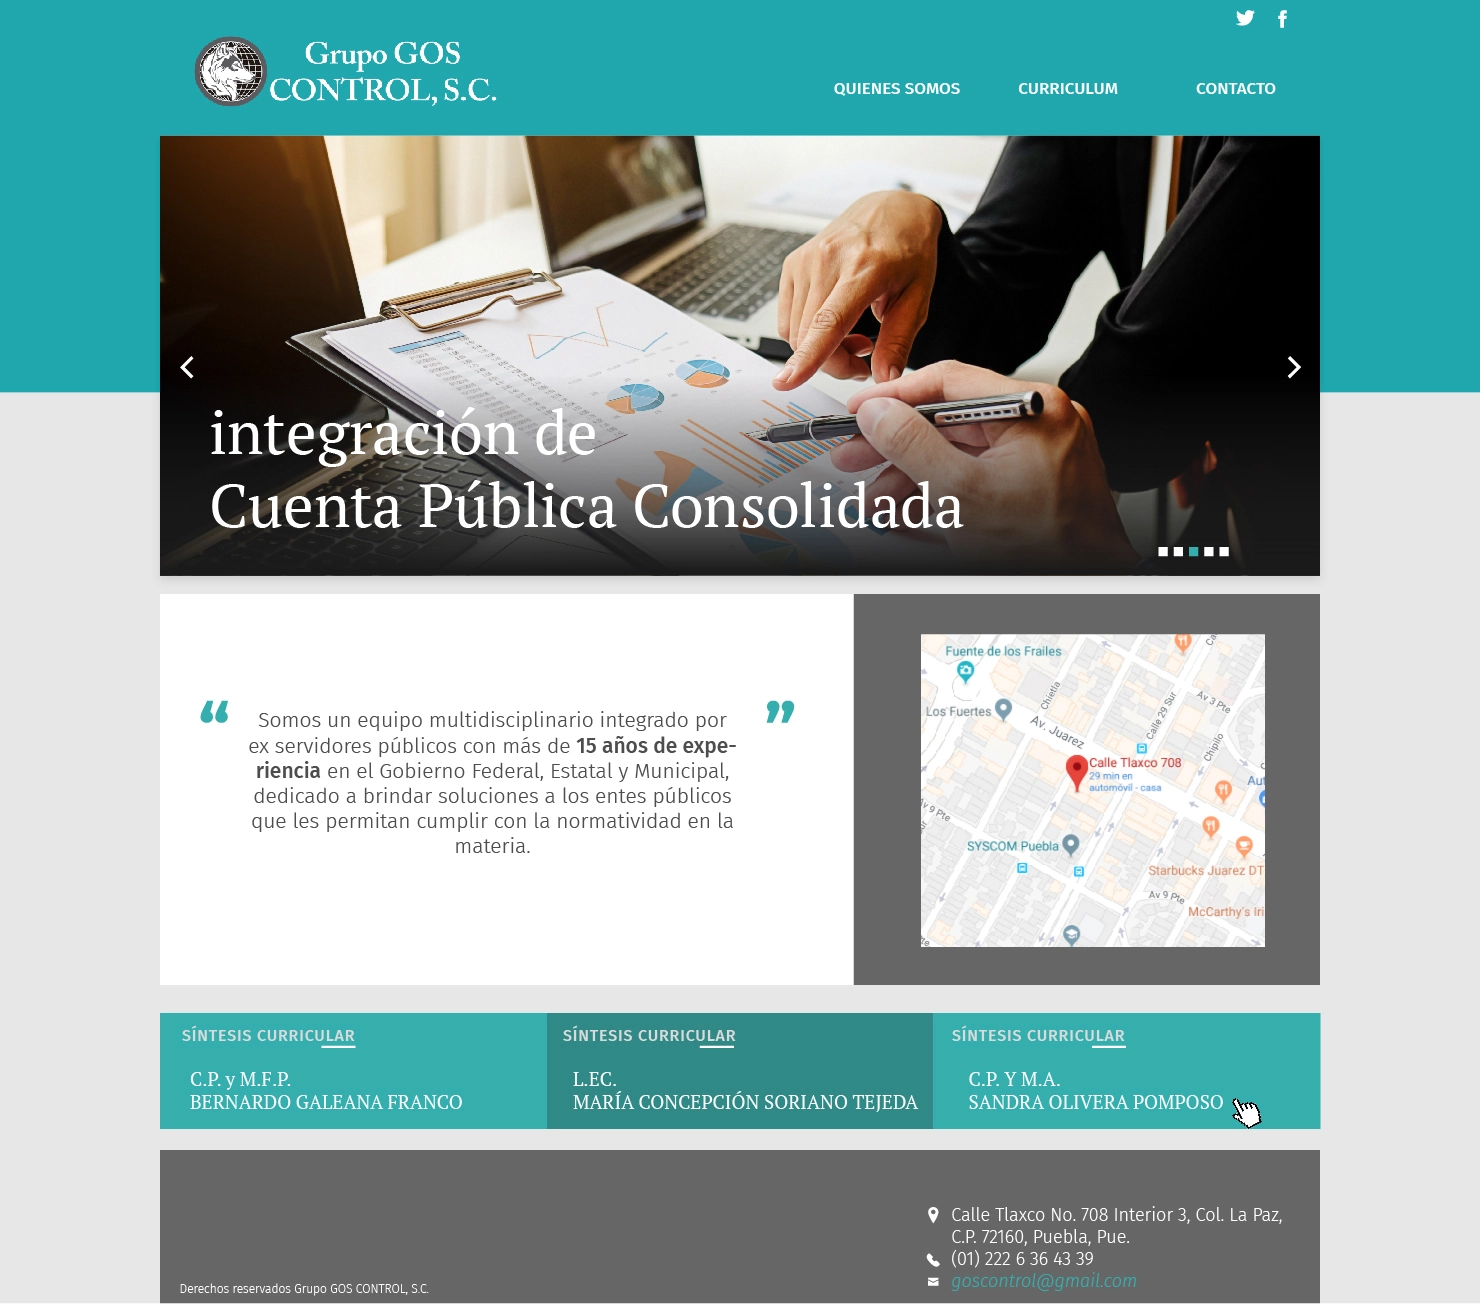 Grupo GOS
CONTROL, S.C.
QUIENES SOMOS
CURRICULUM
CONTACTO
integración de
Cuenta Pública Consolidada
“
Somos un equipo multidisciplinario integrado por
ex servidores públicos con más de 15 años de expe-
riencia en el Gobierno Federal, Estatal y Municipal,
dedicado a brindar soluciones a los entes públicos
que les permitan cumplir con la normatividad en la
materia.
”
Fuente de los Frailes
Los Fuertes
Chietla
Av. Juarez
Calle 29 Sur
Av 3 Pte
Chipilo
Ca
Calle Tlaxco 708
29 min en
automóvil - casa
Aut
v 9 Pte
SYSCOM Puebla
Starbucks Juarez DT
Av 9 Pte
McCarthy's Iri
te
SÍNTESIS CURRICULAR
C.P. y M.F.P.
BERNARDO GALEANA FRANCO
SÍNTESIS CURRICULAR
L.EC.
MARÍA CONCEPCIÓN SORIANO TEJEDA
SÍNTESIS CURRICULAR
C.P. Y M.A.
SANDRA OLIVERA POMPOSO
Calle Tlaxco No. 708 Interior 3, Col. La Paz,
C.P. 72160, Puebla, Pue.
(01) 222 6 36 43 39
goscontrol@gmail.com
Derechos reservados Grupo GOS CONTROL, S.C.